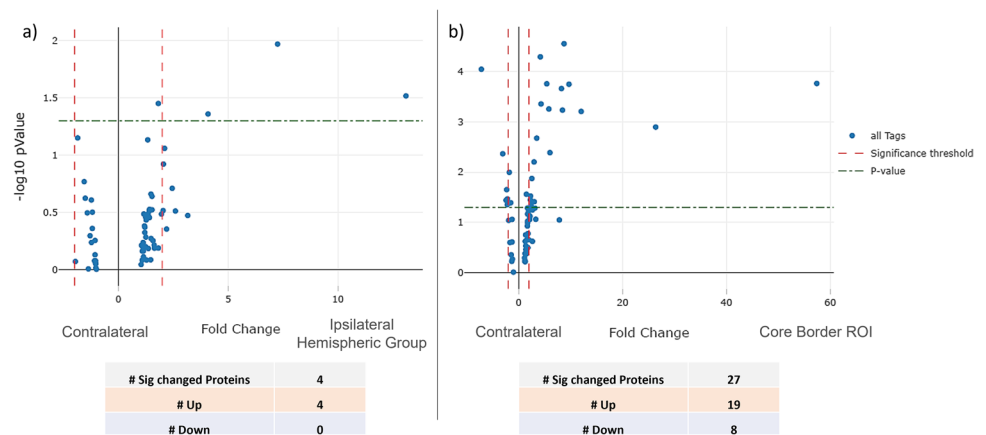 a)
2
1.5
1
0.5
0
-log10 pValue
0
5
10
Contralateral
Fold Change
Ipsilateral
Hemispheric Group
# Sig changed Proteins 4
# Up 4
# Down 0
b)
4
3
2
1
0
0
20
40
60
Contralateral
Fold Change
Core Border ROI
# Sig changed Proteins 27
# Up 19
# Down 8
all Tags
Significance threshold
P-value